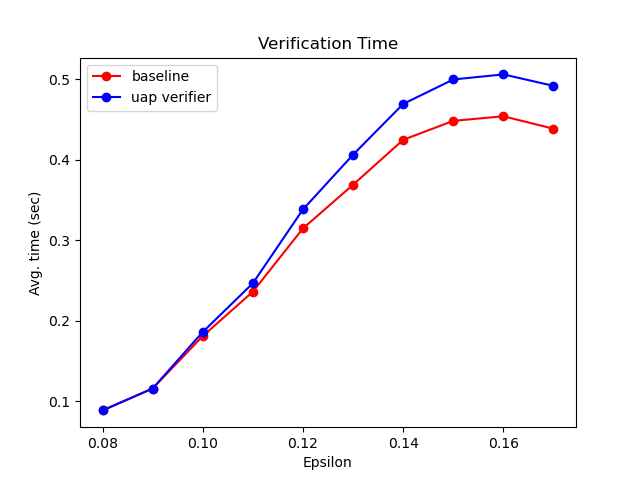 Verification Time
baseline
uap verifier
Avg. time (sec)
0.5
0.4
0.3
0.2
0.1
0.08 0.10 0.12 0.14 0.16
Epsilon